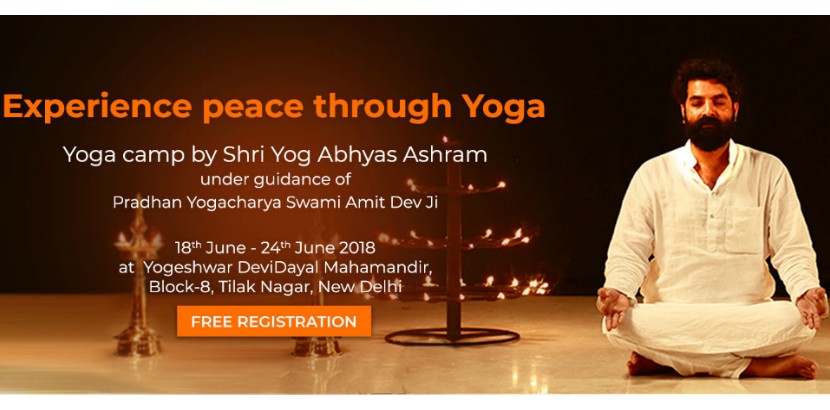 Experience peace through Yoga
Yoga camp by Shri Yog Abhyas Ashram
under guidance of
Pradhan Yogacharya Swami Amit Dev Ji
18th June - 24th June 2018
at Yogeshwar DeviDayal Mahamandir,
Block-8, Tilak Nagar, New Delhi
FREE REGISTRATION